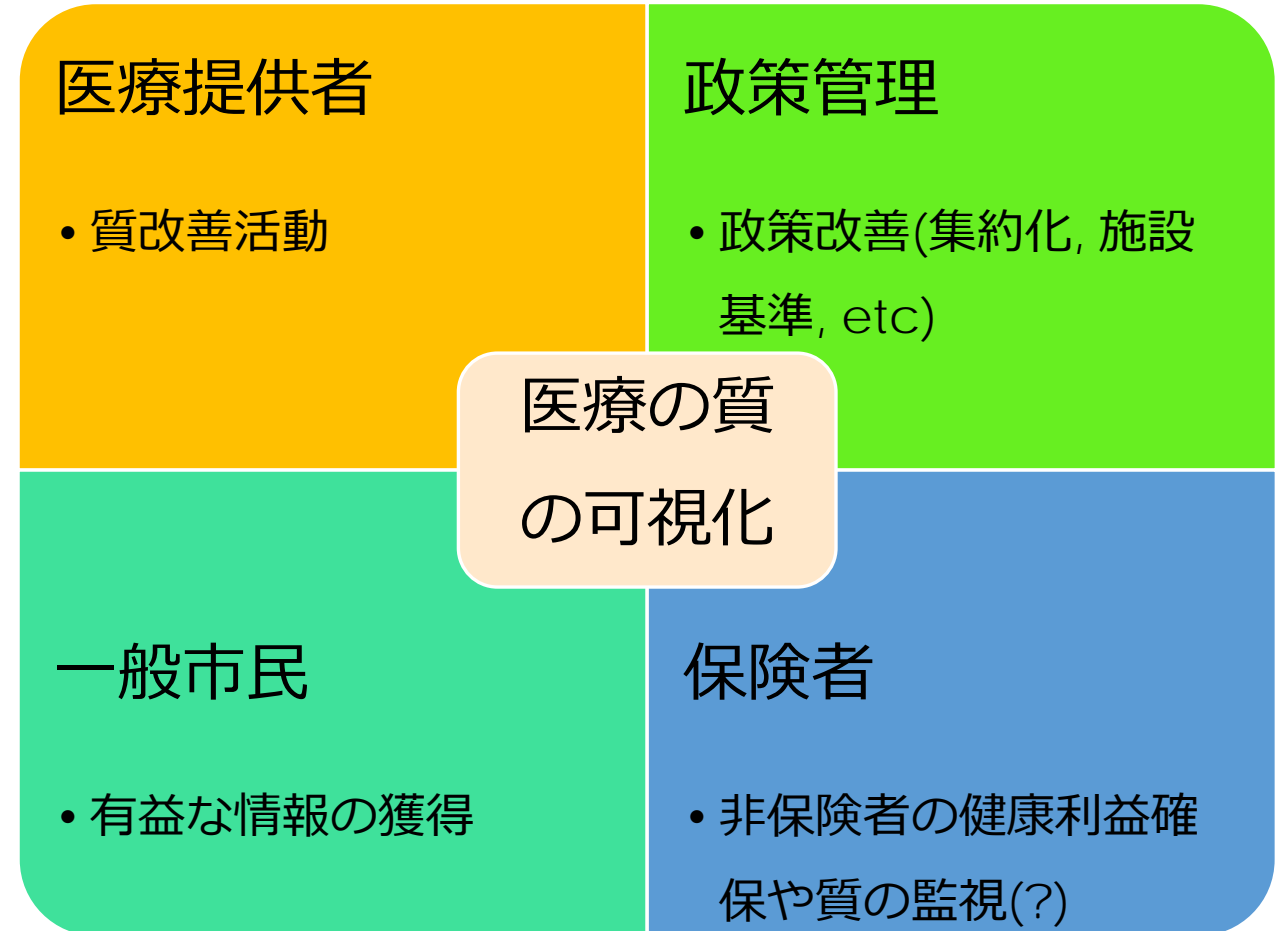 医療提供者
• 質改善活動
政策管理
• 政策改善(集約化, 施設
基準, etc)
医療の質
の可視化
一般市民
• 有益な情報の獲得
保険者
• 非保険者の健康利益確
保や質の監視(?)